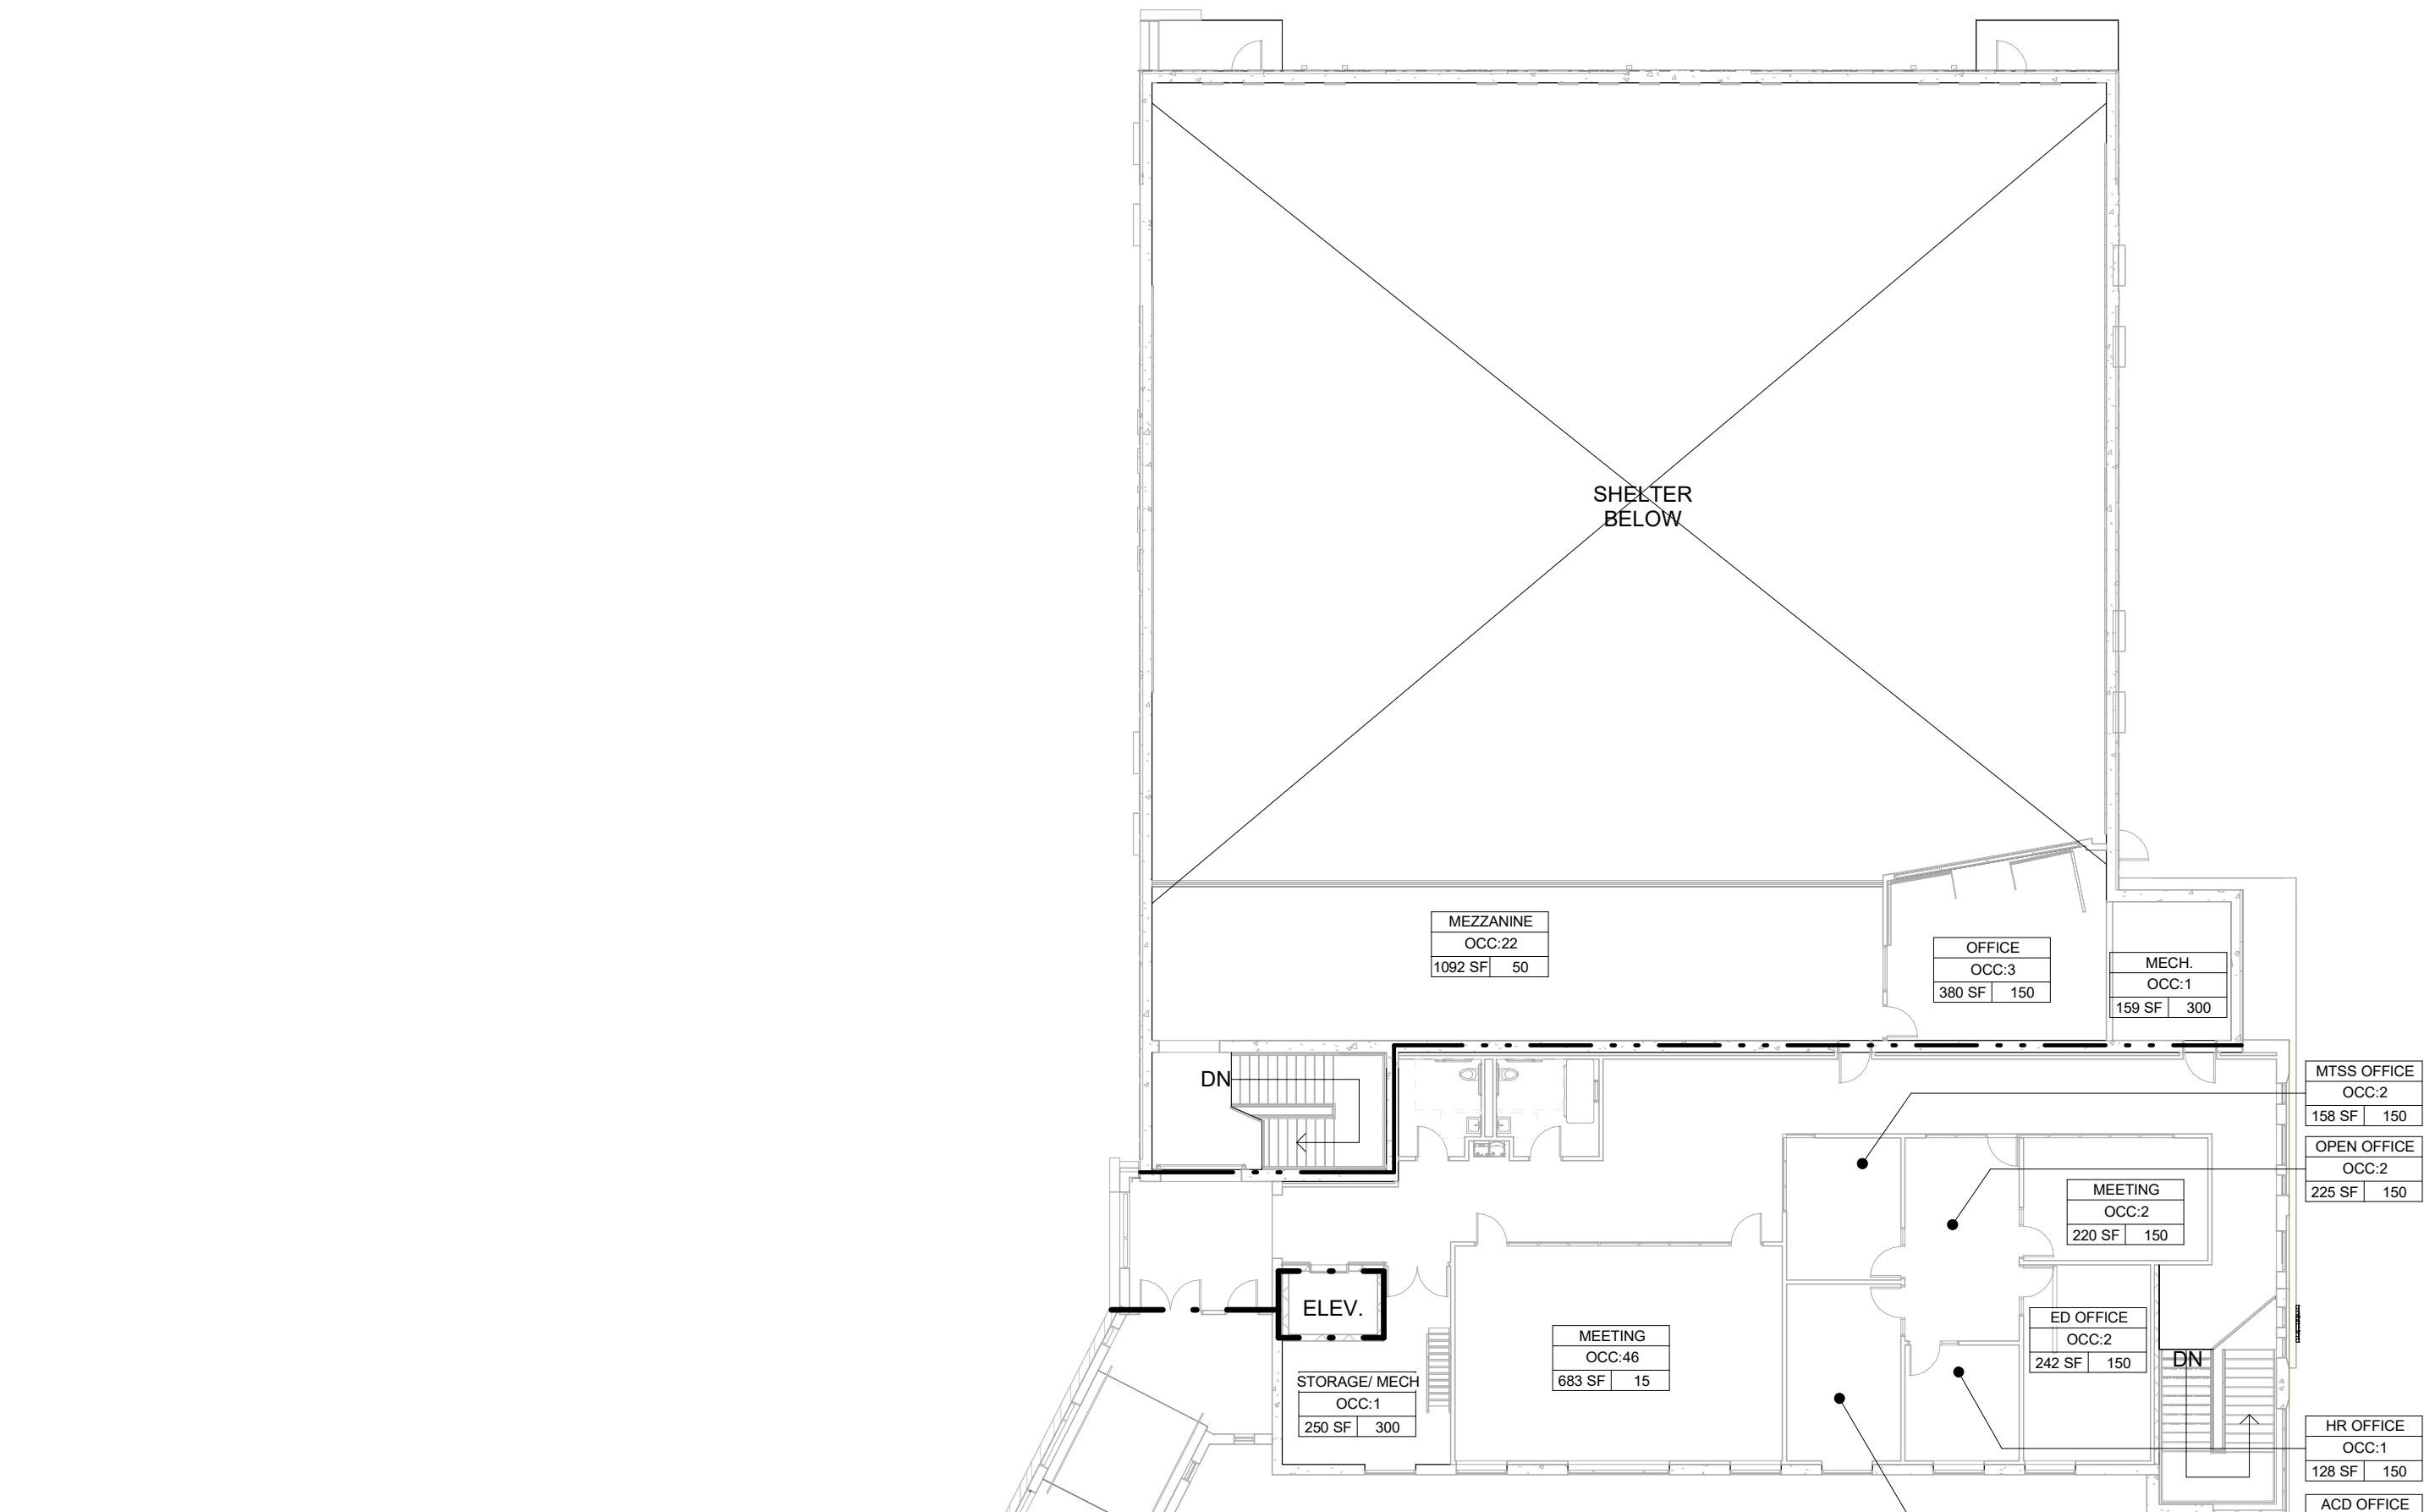 SHELTER
BELOW
MEZZANINE
OCC:22
1092 SF 50
OFFICE
OCC:3
380 SF 150
MECH.
OCC:1
159 SF 300
DN
MTSS OFFICE
OCC:2
158 SF 150
OPEN OFFICE
OCC:2
225 SF 150
MEETING
OCC:2
220 SF 150
ELEV.
ED OFFICE
OCC:2
242 SF 150
DN
MEETING
OCC:46
683 SF 15
STORAGE/ MECH
OCC:1
250 SF 300
HR OFFICE
OCC:1
128 SF 150
ACD OFFICE